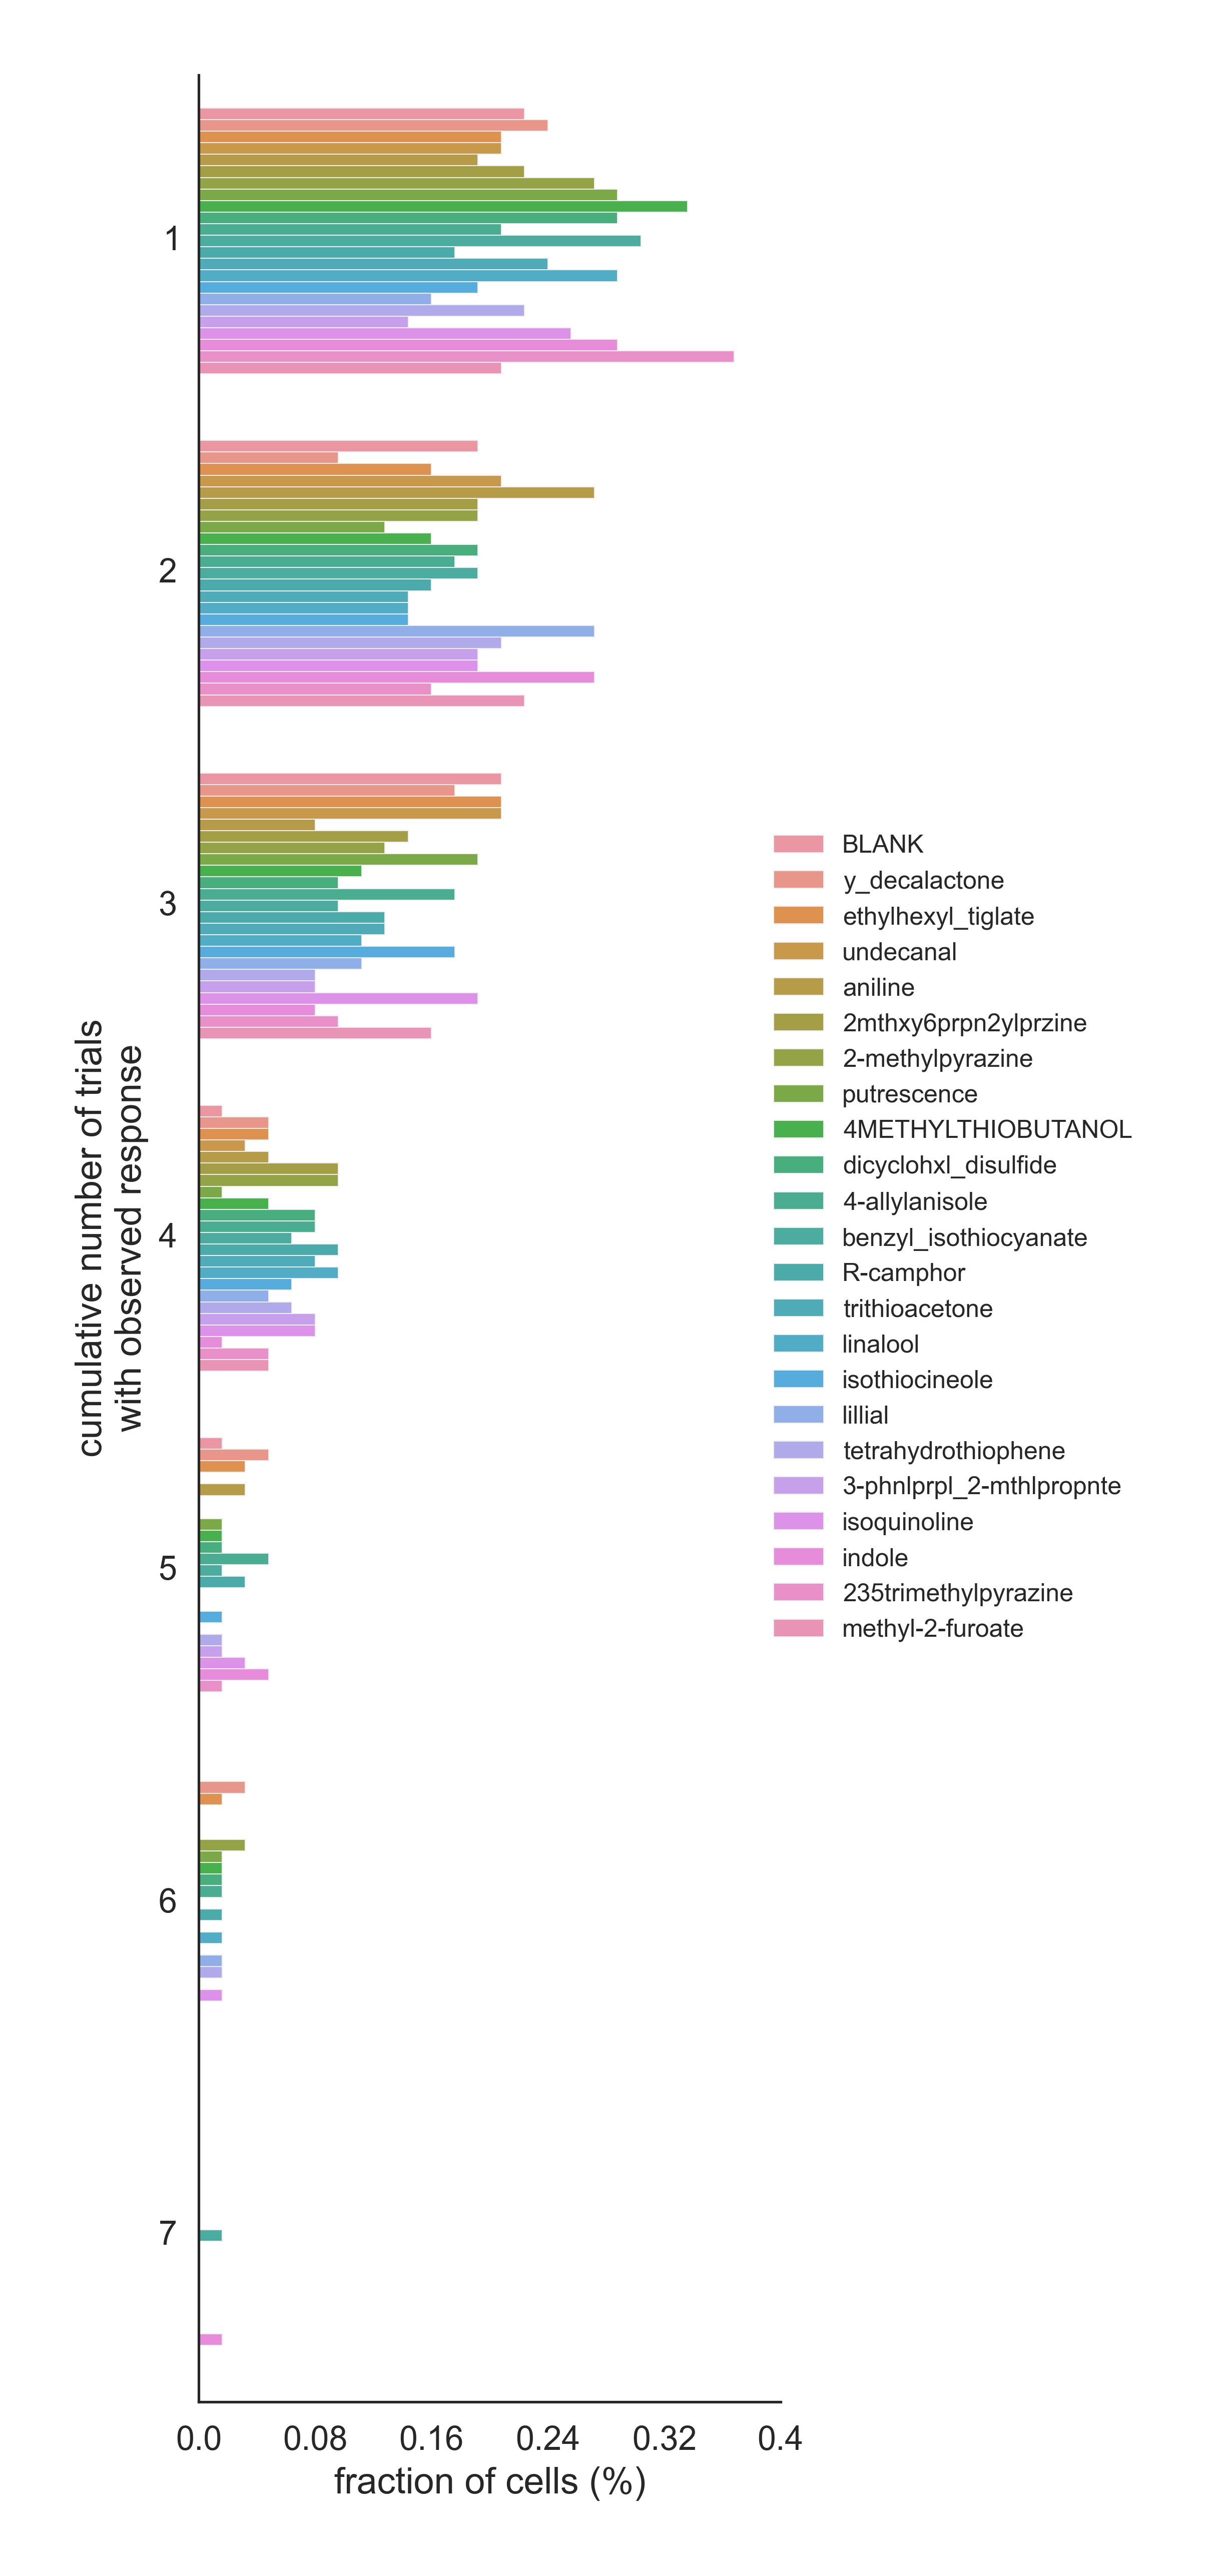 1
2
3
4
5
6
7
cumulative number of trials
with observed response
0.0 0.08 0.16 0.24 0.32 0.4
fraction of cells (%)
BLANK
y_decalactone
ethylhexyl_tiglate
undecanal
aniline
2mthxy6prpn2ylprzine
2-methylpyrazine
putrescence
4METHYLTHIOBUTANOL
dicyclohxl_disulfide
4-allylanisole
benzyl_isothiocyanate
R-camphor
trithioacetone
linalool
isothiocineole
lillial
tetrahydrothiophene
3-phnlprpl_2-mthlpropnte
isoquinoline
indole
235trimethylpyrazine
methyl-2-furoate